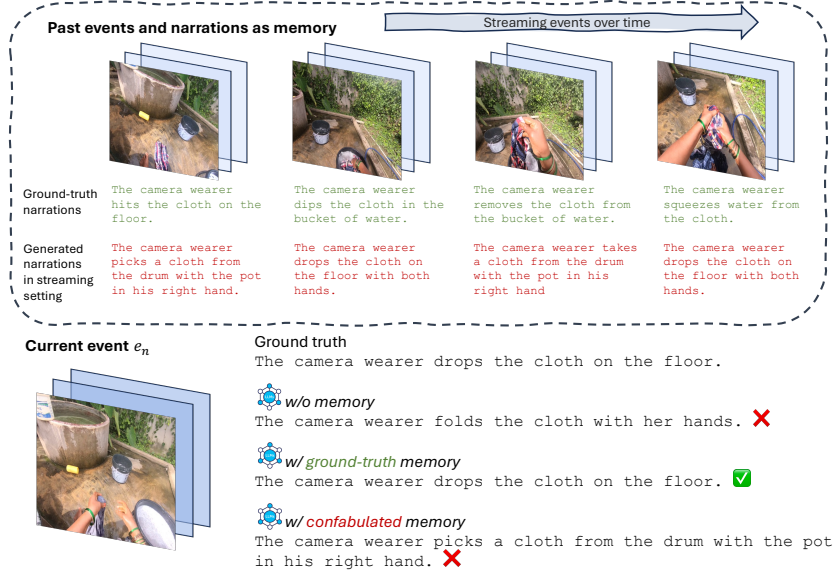 Past events and narrations as memory
Streaming events over time
Ground-truth
narrations
The camera wearer
hits the cloth on the
floor.
The camera wearer
dips the cloth in the
bucket of water.
The camera wearer
removes the cloth from
the bucket of water.
The camera wearer
squeezes water from
the cloth.
Generated
narrations
in streaming
setting
The camera wearer
picks a cloth from
the drum with the pot
in his right hand.
The camera wearer
drops the cloth on
the floor with both
hands.
The camera wearer takes
a cloth from the drum
with the pot in his
right hand
The camera wearer
drops the cloth on
the floor with both
hands.
Current event eₙ
Ground truth
The camera wearer drops the cloth on the floor.
w/o memory
The camera wearer folds the cloth with her hands.
w/ ground-truth memory
The camera wearer drops the cloth on the floor.
w/ confabulated memory
The camera wearer picks a cloth from the drum with the pot
in his right hand.